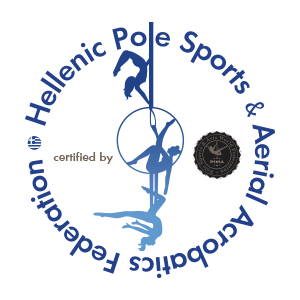 Hellenic Pole Sports & Aerial Acrobatics Federation
certified by